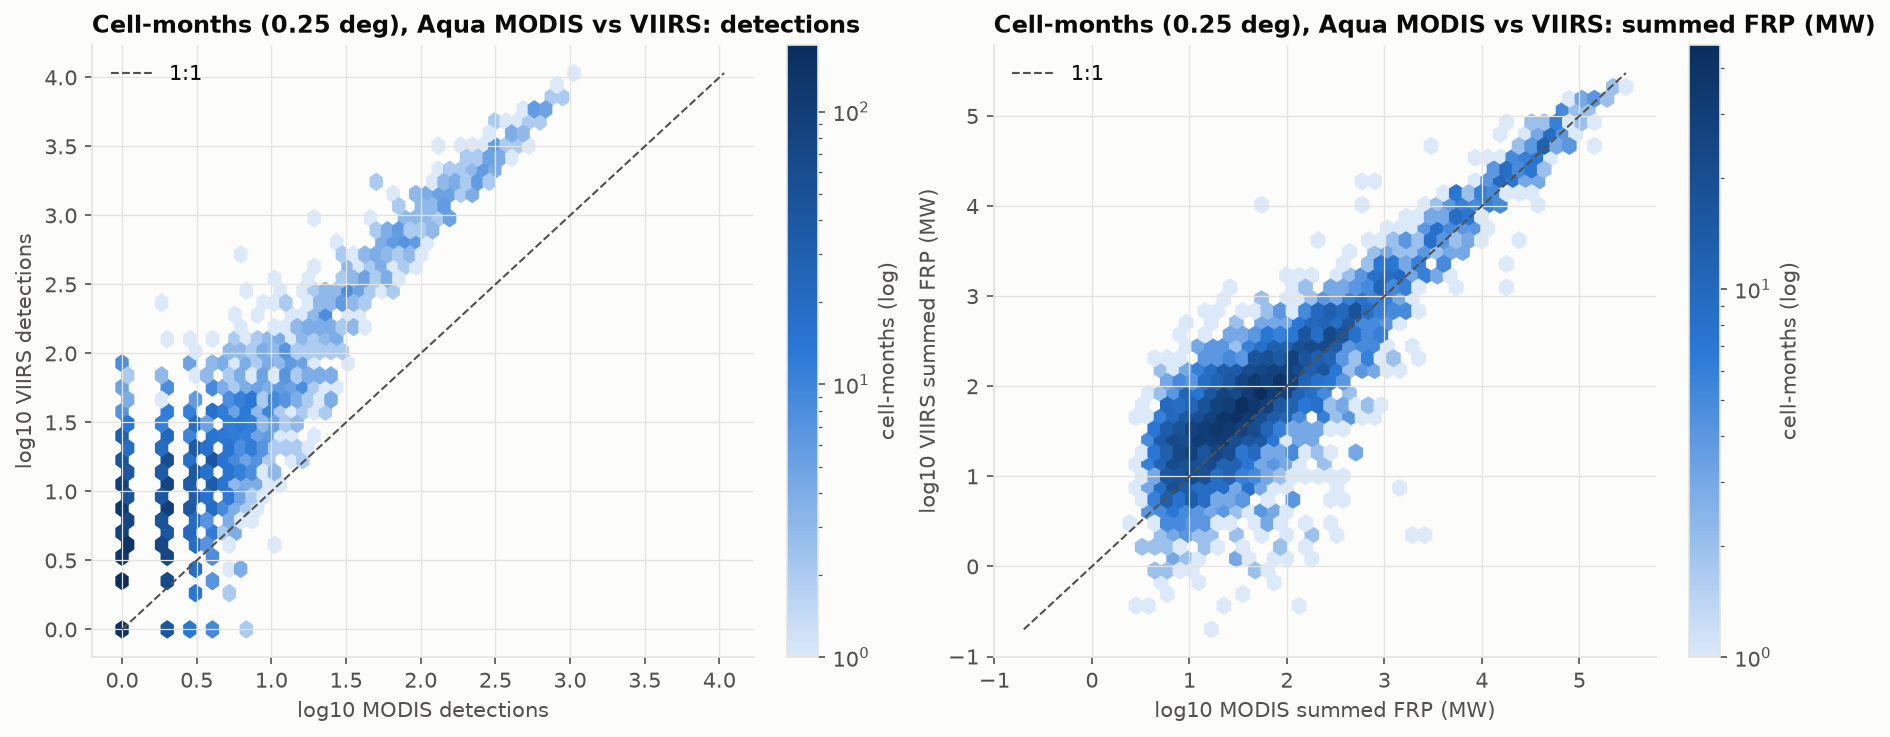 Cell-months (0.25 deg), Aqua MODIS vs VIIRS: detections
1:1
4.0
3.5
3.0
2.5
2.0
1.5
1.0
0.5
0.0
log10 VIIRS detections
0.0 0.5 1.0 1.5 2.0 2.5 3.0 3.5 4.0
log10 MODIS detections
10²
10¹
10⁰
cell-months (log)
Cell-months (0.25 deg), Aqua MODIS vs VIIRS: summed FRP (MW)
1:1
5
4
3
2
1
0
−1
log10 VIIRS summed FRP (MW)
−1 0 1 2 3 4 5
log10 MODIS summed FRP (MW)
10¹
10⁰
cell-months (log)